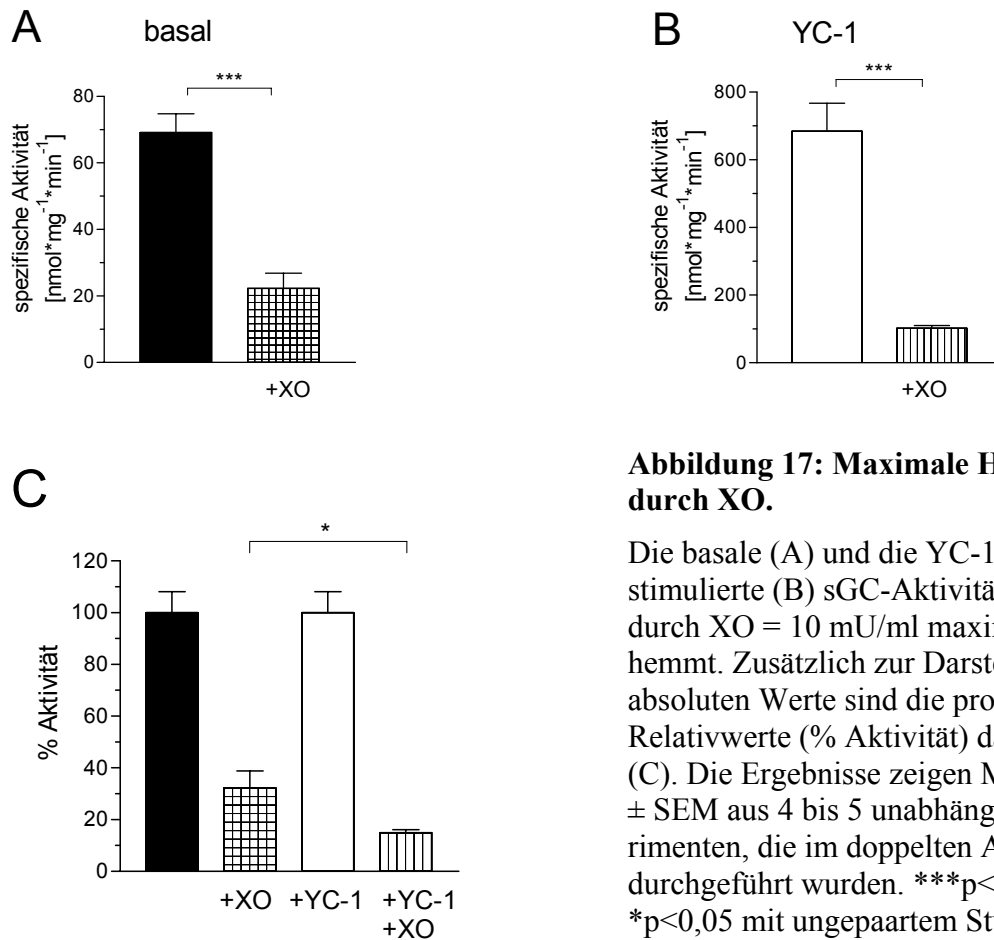 A basal
***
spezifische Aktivität
[nmol*mg⁻¹*min⁻¹]
80
60
40
20
0
+XO
B YC-1
***
spezifische Aktivität
[nmol*mg⁻¹*min⁻¹]
800
600
400
200
0
+XO
C
*
% Aktivität
120
100
80
60
40
20
0
+XO +YC-1 +YC-1
+XO
Abbildung 17: Maximale H
durch XO.
Die basale (A) und die YC-1
stimulierte (B) sGC-Aktivitä
durch XO = 10 mU/ml maxi
hemmt. Zusätzlich zur Darste
absoluten Werte sind die pro
Relativwerte (% Aktivität) d
(C). Die Ergebnisse zeigen M
± SEM aus 4 bis 5 unabhäng
rimenten, die im doppelten A
durchgeführt wurden. ***p<
*p<0,05 mit ungepaartem St